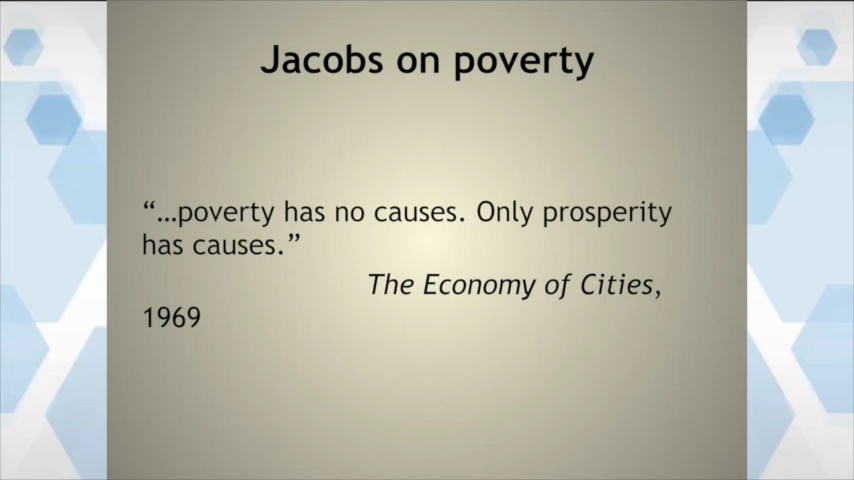 Jacobs on poverty
“…poverty has no causes. Only prosperity
has causes.”
The Economy of Cities,
1969